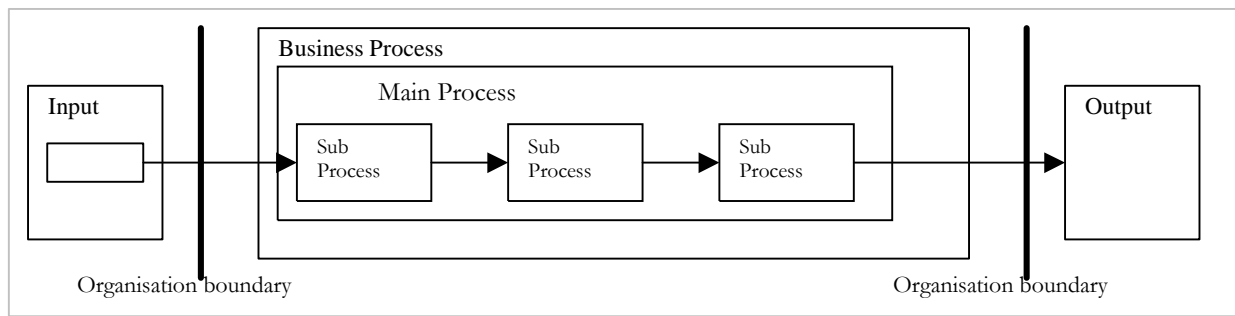 Business Process
Main Process
Input
Sub
Process
Sub
Process
Sub
Process
Output
Organisation boundary
Organisation boundary